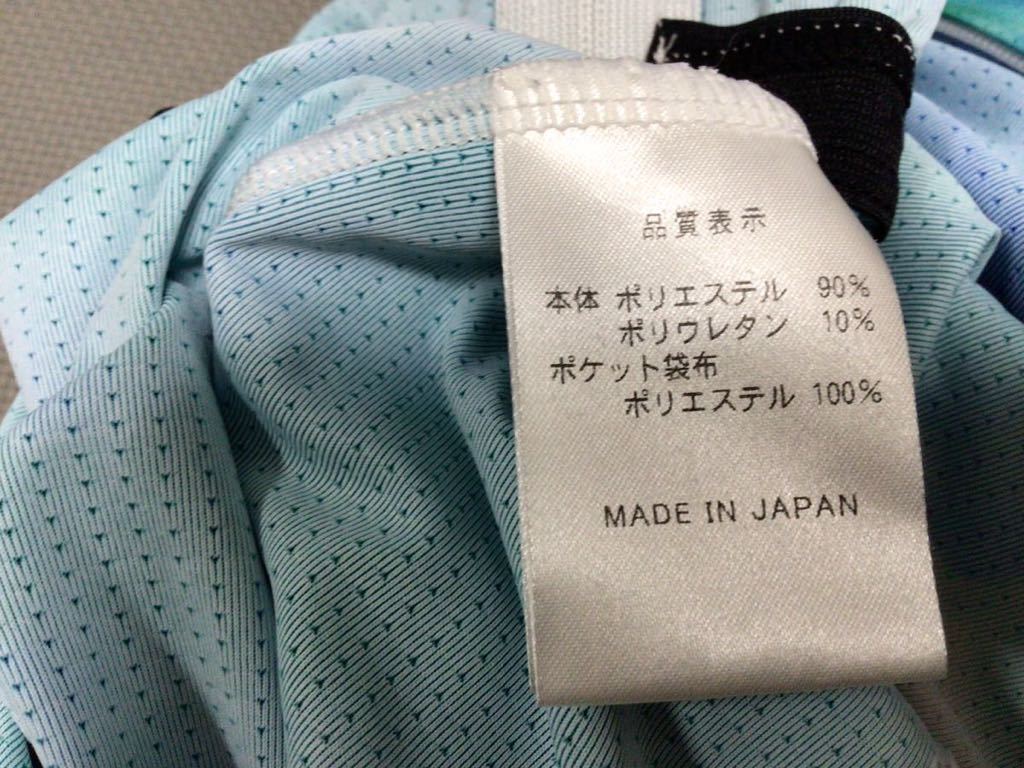 品質表示
本体 ポリエステル 90%
ポリウレタン 10%
ポケット袋布
ポリエステル 100%
MADE IN JAPAN